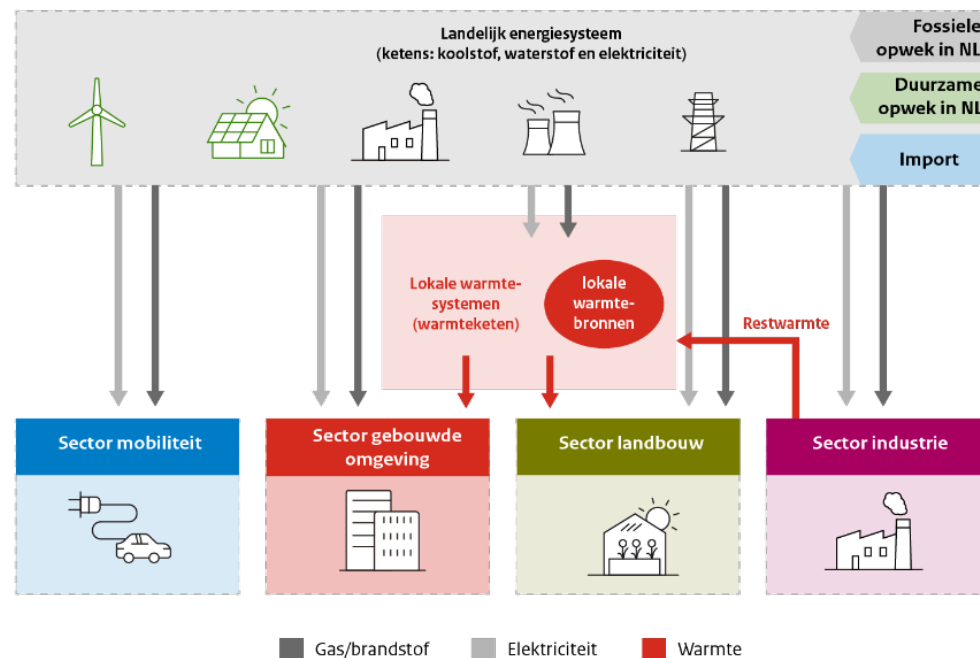 Landelijk energiesysteem
(ketens: koolstof, waterstof en elektriciteit)
Fossiele
opwek in NL
Duurzame
opwek in NL
Import
Lokale warmte-
systemen
(warmteketen)
lokale
warmte-
bronnen
Restwarmte
Sector mobiliteit
Sector gebouwde
omgeving
Sector landbouw
Sector industrie
Gas/brandstof
Elektriciteit
Warmte